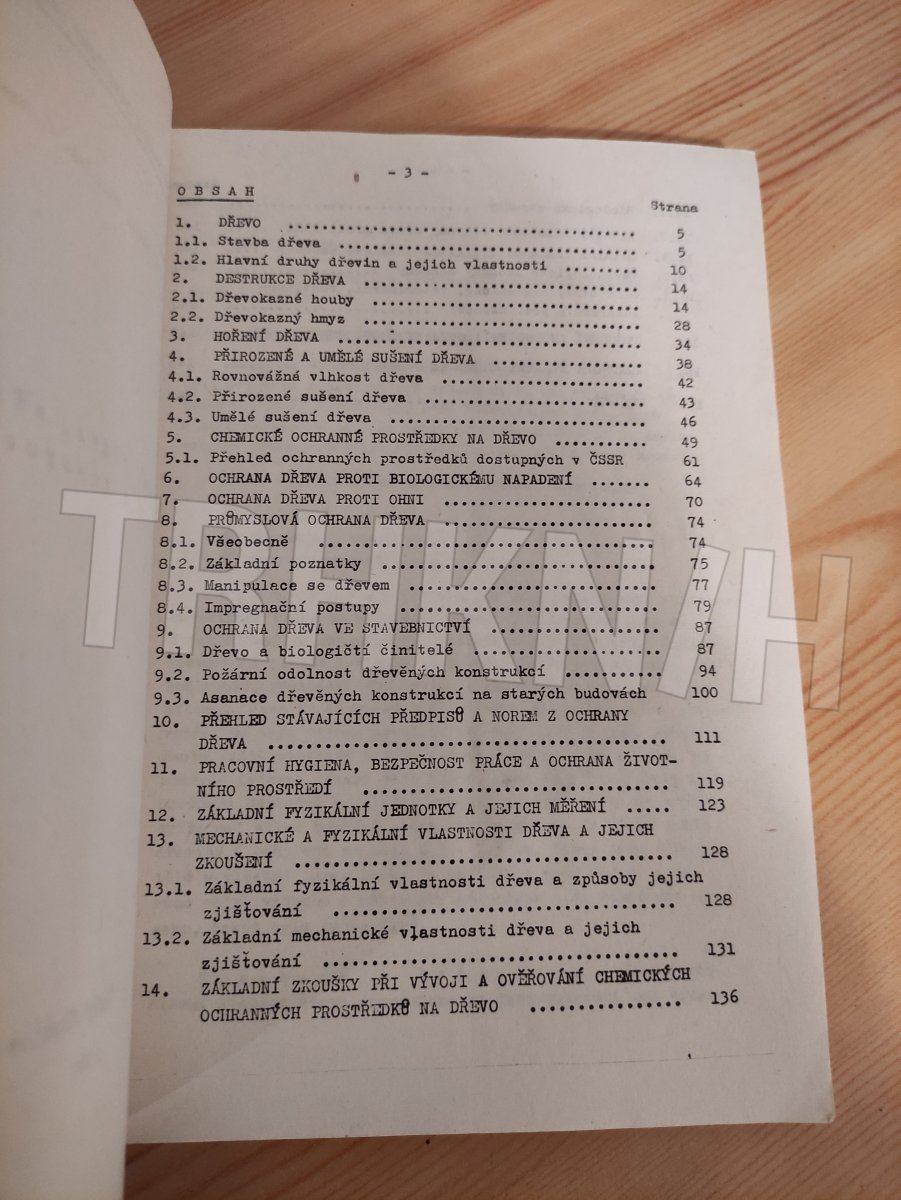 - 3 -
O B S A H
Strana
1. DŘEVO ........................................ 5
1.1. Stavba dřeva ................................. 5
1.2. Hlavní druhy dřevin a jejich vlastnosti ......... 10
2. DESTRUKCE DŘEVA ............................... 14
2.1. Dřevokazné houby .............................. 14
2.2. Dřevokazný hmyz ............................... 28
3. HOŘENÍ DŘEVA .................................. 34
4. PŘIROZENÉ A UMĚLÉ SUŠENÍ DŘEVA ................. 38
4.1. Rovnovážná vlhkost dřeva ....................... 42
4.2. Přirozené sušení dřeva ......................... 43
4.3. Umělé sušení dřeva ............................. 46
5. CHEMICKÉ OCHRANNÉ PROSTŘEDKY NA DŘEVO ........... 49
5.1. Přehled ochranných prostředků dostupných v ČSSR 61
6. OCHRANA DŘEVA PROTI BIOLOGICKÉMU NAPADENÍ ....... 64
7. OCHRANA DŘEVA PROTI OHNI ...................... 70
8. PRŮMYSLOVÁ OCHRANA DŘEVA ...................... 74
8.1. Všeobecně .................................... 74
8.2. Základní poznatky ............................. 75
8.3. Manipulace se dřevem .......................... 77
8.4. Impregnační postupy ........................... 79
9. OCHRANA DŘEVA VE STAVEBNICTVÍ .................. 87
9.1. Dřevo a biologičtí činitelé .................... 87
9.2. Požární odolnost dřevěných konstrukcí ........... 94
9.3. Asanace dřevěných konstrukcí na starých budovách 100
10. PŘEHLED STÁVAJÍCÍCH PŘEDPISŮ A NOREM Z OCHRANY
DŘEVA ........................................ 111
11. PRACOVNÍ HYGIENA, BEZPEČNOST PRÁCE A OCHRANA ŽIVOT-
NÍHO PROSTŘEDÍ ................................ 119
12. ZÁKLADNÍ FYZIKÁLNÍ JEDNOTKY A JEJICH MĚŘENÍ ..... 123
13. MECHANICKÉ A FYZIKÁLNÍ VLASTNOSTI DŘEVA A JEJICH
ZKOUŠENÍ ...................................... 128
13.1. Základní fyzikální vlastnosti dřeva a způsoby jejich
zjišťování .................................... 128
13.2. Základní mechanické vlastnosti dřeva a jejich
zjišťování .................................... 131
14. ZÁKLADNÍ ZKOUŠKY PŘI VÝVOJI A OVĚŘOVÁNÍ CHEMICKÝCH
OCHRANNÝCH PROSTŘEDKŮ NA DŘEVO ................ 136
TRHKNIH